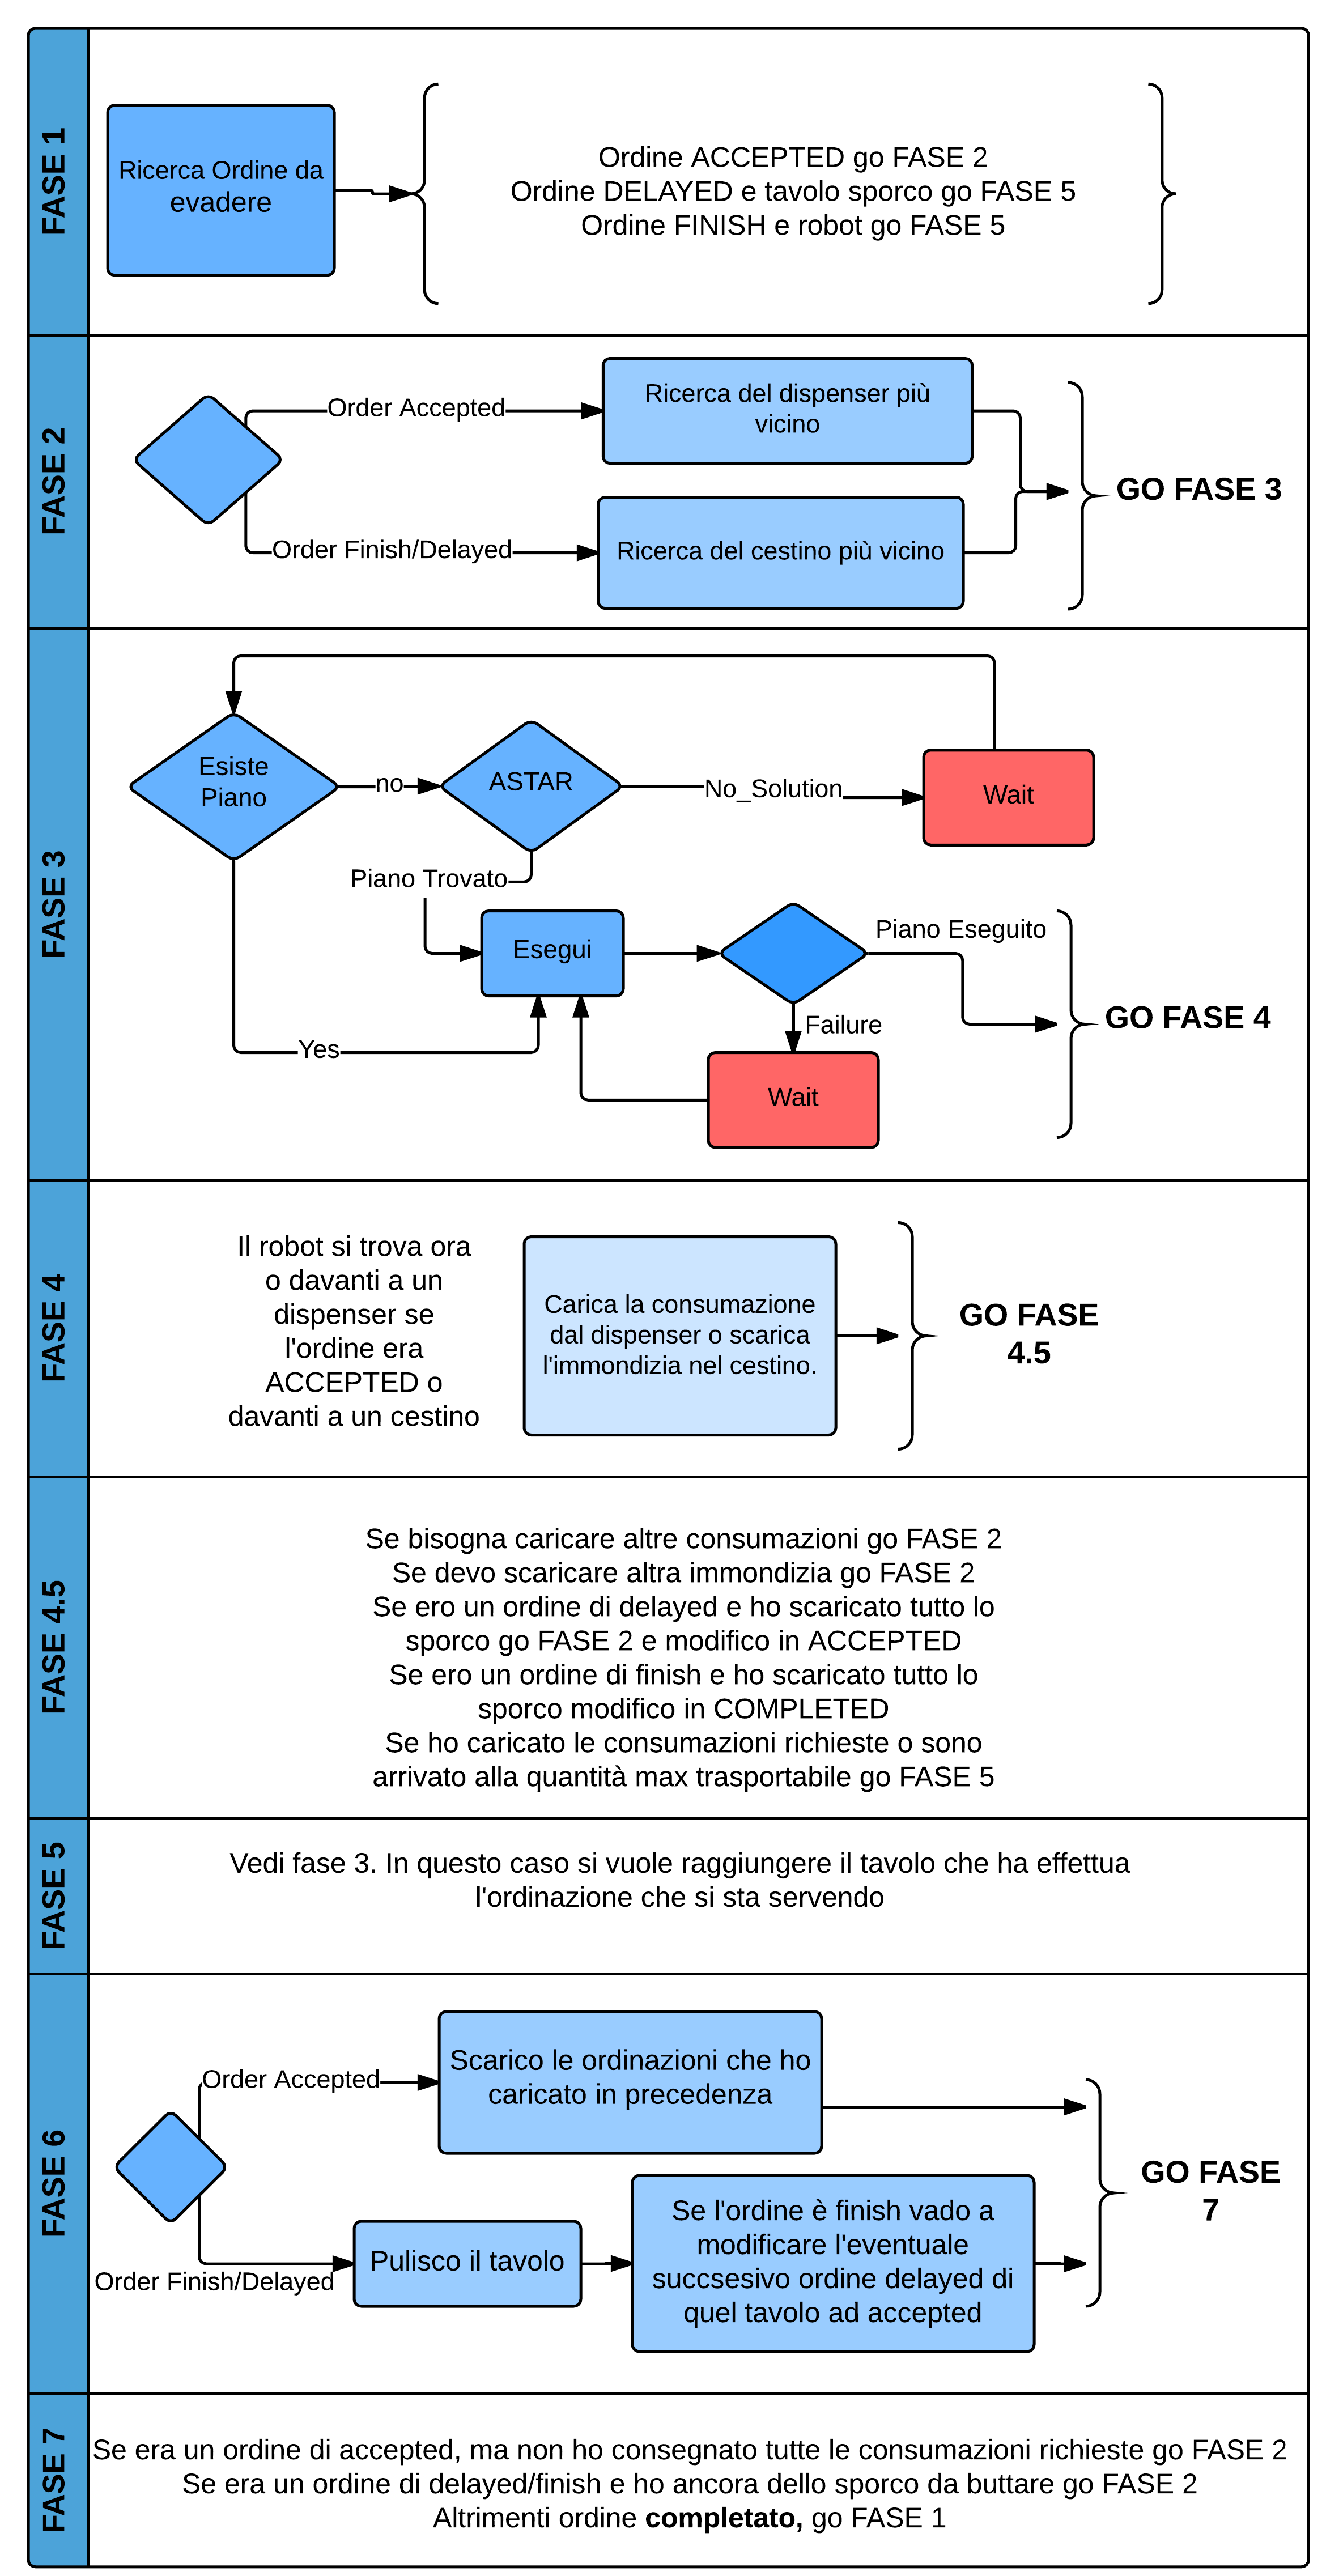 FASE 1
Ricerca Ordine da
evadere
Ordine ACCEPTED go FASE 2
Ordine DELAYED e tavolo sporco go FASE 5
Ordine FINISH e robot go FASE 5
FASE 2
Order Accepted
Ricerca del dispenser più
vicino
Order Finish/Delayed
Ricerca del cestino più vicino
GO FASE 3
FASE 3
Esiste
Piano
no
ASTAR
No_Solution
Wait
Piano Trovato
Esegui
Piano Eseguito
Failure
GO FASE 4
Yes
Wait
FASE 4
Il robot si trova ora
o davanti a un
dispenser se
l'ordine era
ACCEPTED o
davanti a un cestino
Carica la consumazione
dal dispenser o scarica
l'immondizia nel cestino.
GO FASE
4.5
FASE 4.5
Se bisogna caricare altre consumazioni go FASE 2
Se devo scaricare altra immondizia go FASE 2
Se ero un ordine di delayed e ho scaricato tutto lo
sporco go FASE 2 e modifico in ACCEPTED
Se ero un ordine di finish e ho scaricato tutto lo
sporco modifico in COMPLETED
Se ho caricato le consumazioni richieste o sono
arrivato alla quantità max trasportabile go FASE 5
FASE 5
Vedi fase 3. In questo caso si vuole raggiungere il tavolo che ha effettua
l'ordinazione che si sta servendo
FASE 6
Order Accepted
Scarico le ordinazioni che ho
caricato in precedenza
Order Finish/Delayed
Pulisco il tavolo
Se l'ordine è finish vado a
modificare l'eventuale
succsesivo ordine delayed di
quel tavolo ad accepted
GO FASE
7
FASE 7
Se era un ordine di accepted, ma non ho consegnato tutte le consumazioni richieste go FASE 2
Se era un ordine di delayed/finish e ho ancora dello sporco da buttare go FASE 2
Altrimenti ordine completato, go FASE 1